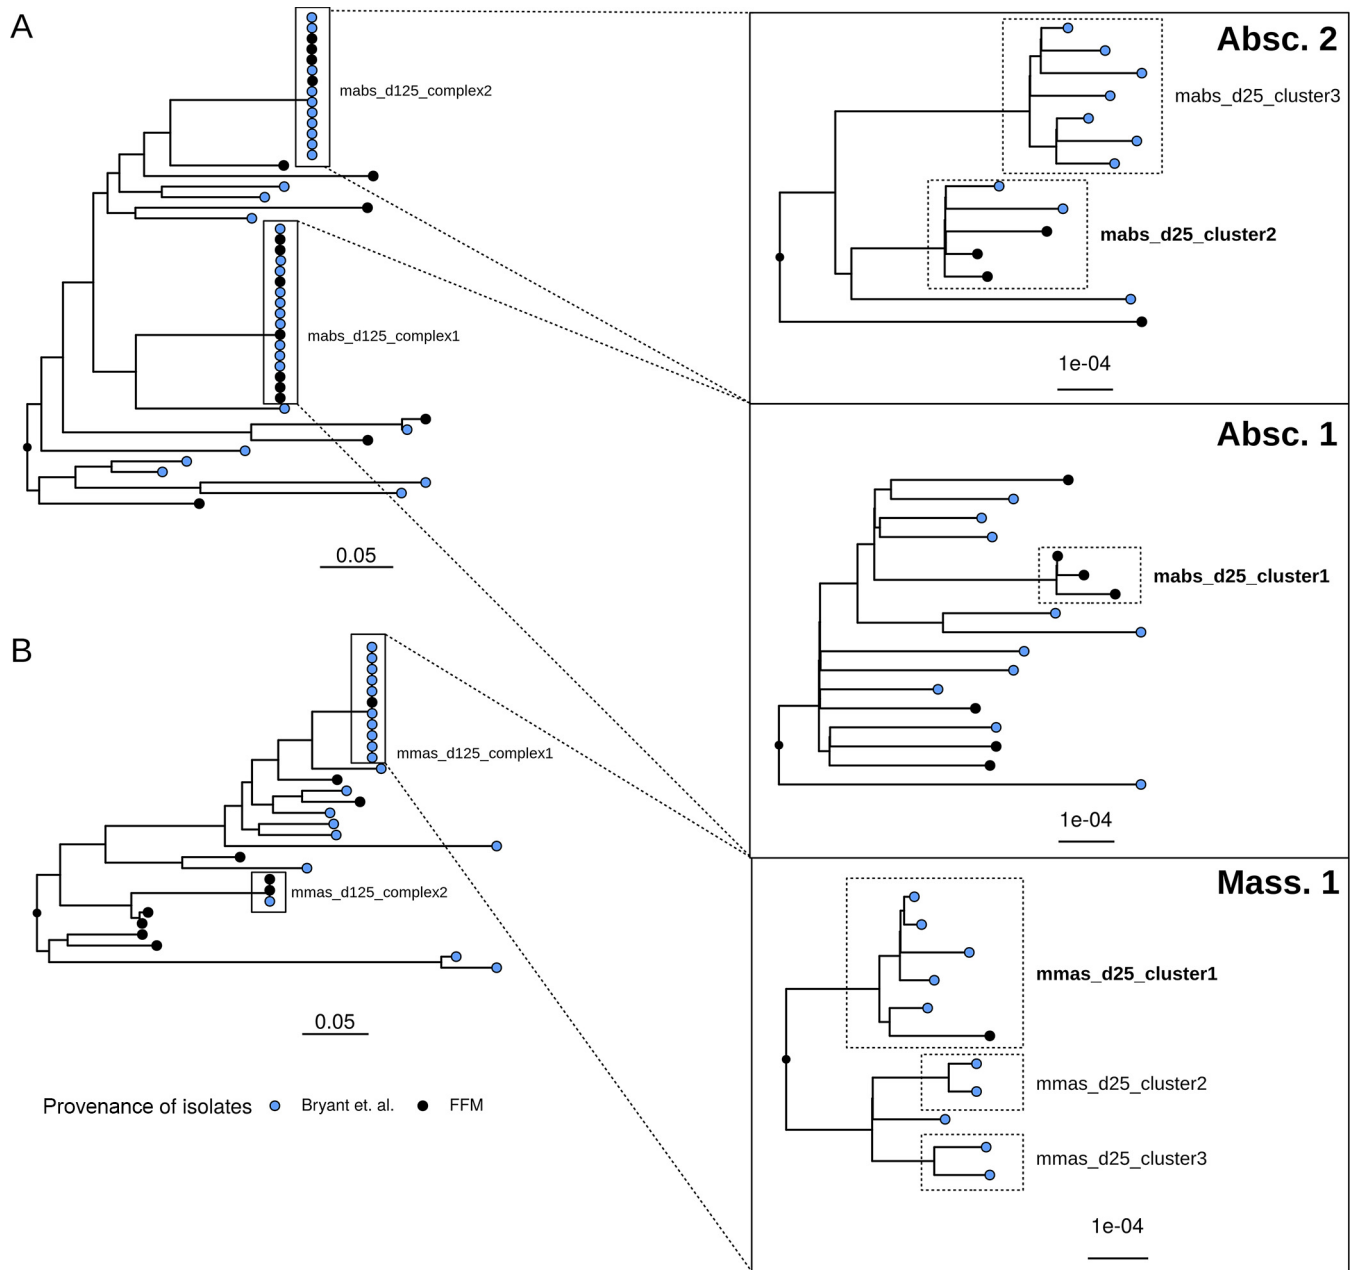 A
mabs_d125_complex2
mabs_d125_complex1
0.05
B
mmas_d125_complex1
mmas_d125_complex2
0.05
Provenance of isolates Bryant et. al. FFM
Absc. 2
mabs_d25_cluster3
mabs_d25_cluster2
1e-04
Absc. 1
mabs_d25_cluster1
1e-04
Mass. 1
mmas_d25_cluster1
mmas_d25_cluster2
mmas_d25_cluster3
1e-04